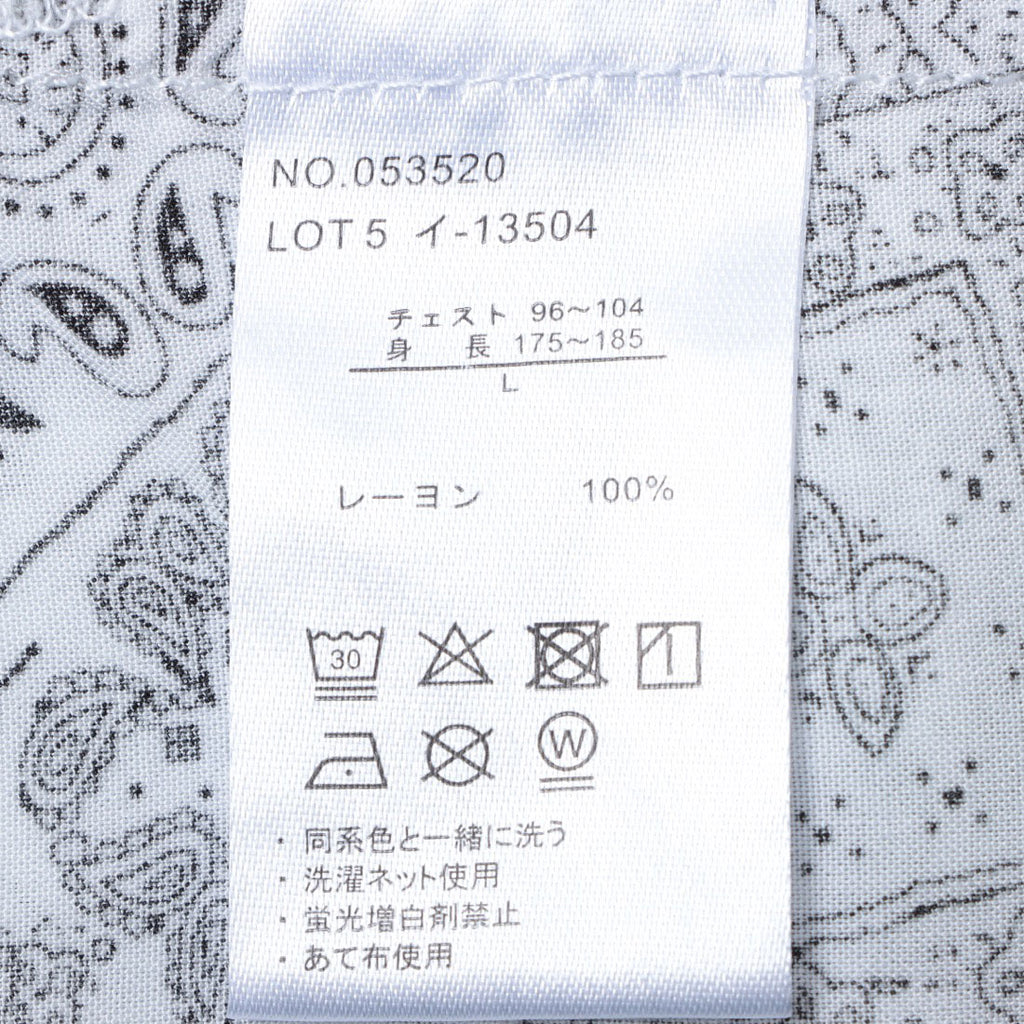 NO.053520
LOT 5 イ-13504
チェスト 96～104
身 長 175～185
L
レーヨン 100%
30
W
・同系色と一緒に洗う
・洗濯ネット使用
・蛍光増白剤禁止
・あて布使用